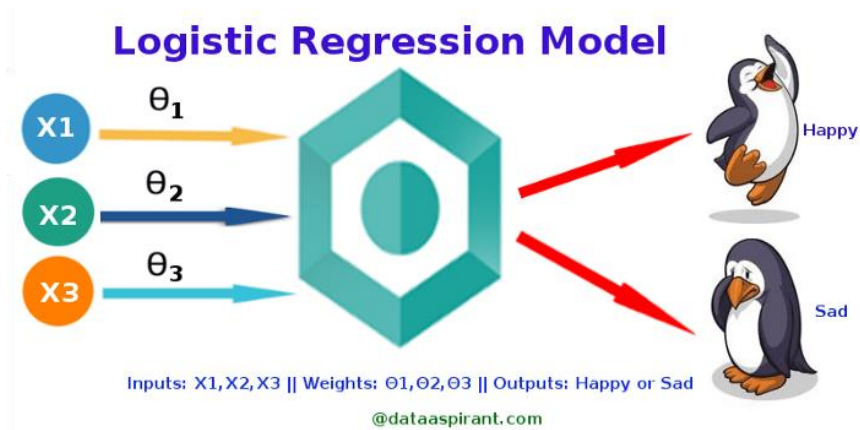 Logistic Regression Model
X1
θ1
X2
θ2
X3
θ3
Happy
Sad
Inputs: X1,X2,X3 || Weights: Θ1,Θ2,Θ3 || Outputs: Happy or Sad
@dataaspirant.com